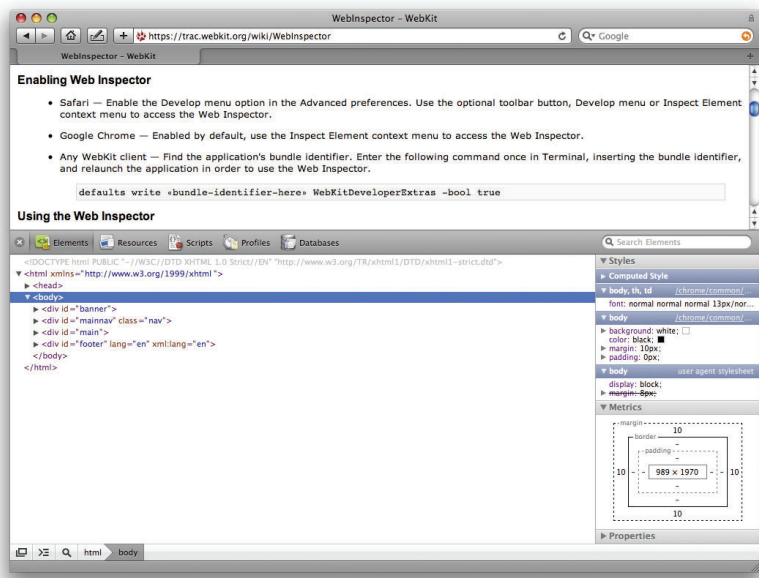 WebInspector – WebKit
https://trac.webkit.org/wiki/WebInspector
Google
WebInspector – WebKit
Enabling Web Inspector
• Safari — Enable the Develop menu option in the Advanced preferences. Use the optional toolbar button, Develop menu or Inspect Element
context menu to access the Web Inspector.
• Google Chrome — Enabled by default, use the Inspect Element context menu to access the Web Inspector.
• Any WebKit client — Find the application's bundle identifier. Enter the following command once in Terminal, inserting the bundle identifier,
and relaunch the application in order to use the Web Inspector.
defaults write «bundle-identifier-here» WebKitDeveloperExtras -bool true
Using the Web Inspector
Elements Resources Scripts Profiles Databases
Search Elements
<!DOCTYPE html PUBLIC "-//W3C//DTD XHTML 1.0 Strict//EN" "http://www.w3.org/TR/xhtml1/DTD/xhtml1-strict.dtd">
▼<html xmlns="http://www.w3.org/1999/xhtml">
▶<head>
▼<body>
▶<div id="banner">
▶<div id="mainnav" class="nav">
▶<div id="main">
▶<div id="footer" lang="en" xml:lang="en">
</body>
</html>
▼ Styles
▶ Computed Style
▼ body, th, td /chrome/common/…
font: normal normal normal 13px/nor…
▼ body /chrome/common/…
▶ background: white;
color: black;
▶ margin: 10px;
▶ padding: 0px;
▼ body user agent stylesheet
display: block;
▶ margin: 8px;
▼ Metrics
margin
10
border
–
padding
–
10 – – 989 × 1970 – – 10
–
–
10
▶ Properties
html body